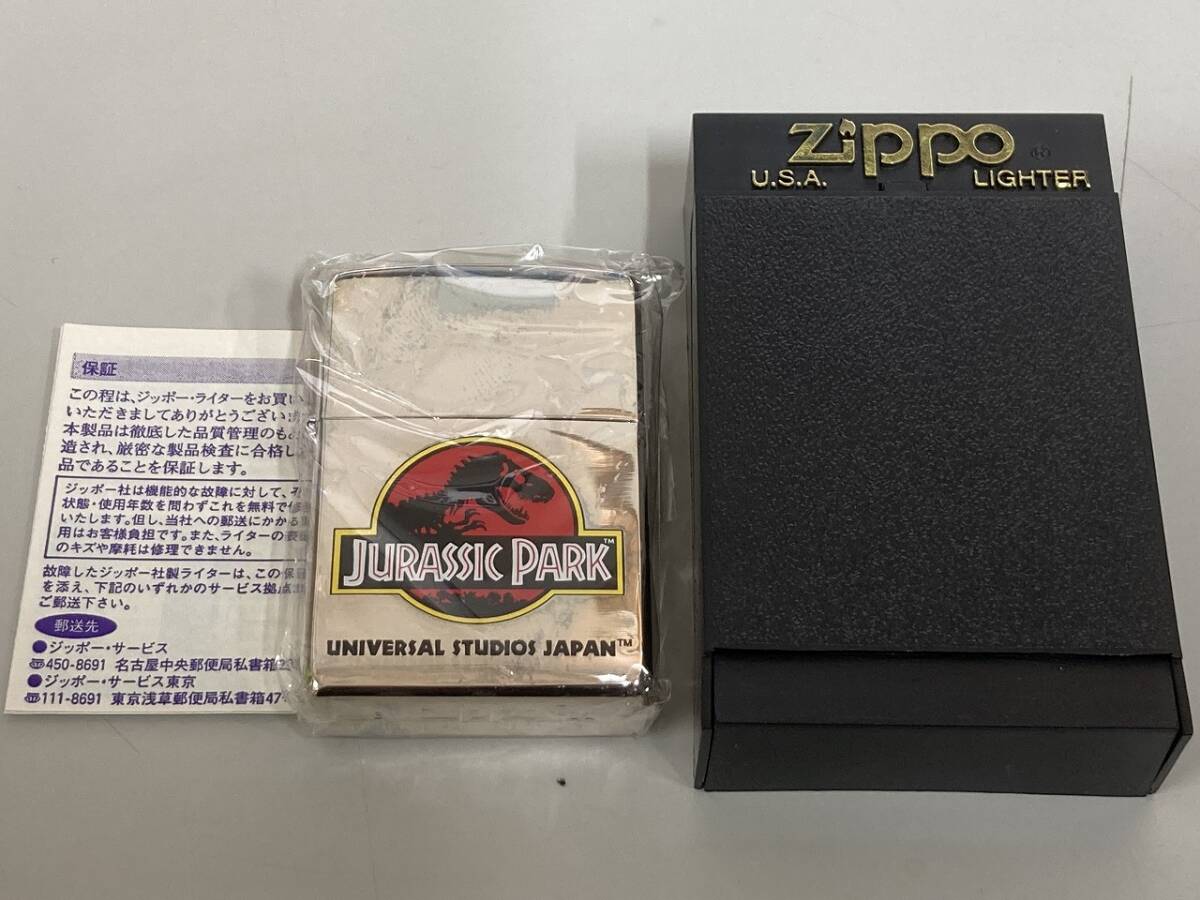 zippo
U.S.A. LIGHTER
保証
この程は、ジッポー・ライターをお買い
いただきましてありがとうござい
本製品は徹底した品質管理のも
造され、厳密な製品検査に合格し
品であることを保証します。
ジッポー社は機能的な故障に対して、
状態・使用年数を問わずこれを無料で
いたします。但し、当社への郵送にかかる
用はお客様負担です。また、ライターの
のキズや摩耗は修理できません。
故障したジッポー社製ライターは、この保
を添え、下記のいずれかのサービス拠点
ご郵送下さい。
郵送先
●ジッポー・サービス
☎450-8691 名古屋中央郵便局私書箱
●ジッポー・サービス東京
☎111-8691 東京浅草郵便局私書箱47
JURASSIC PARK™
UNIVERSAL STUDIOS JAPAN™